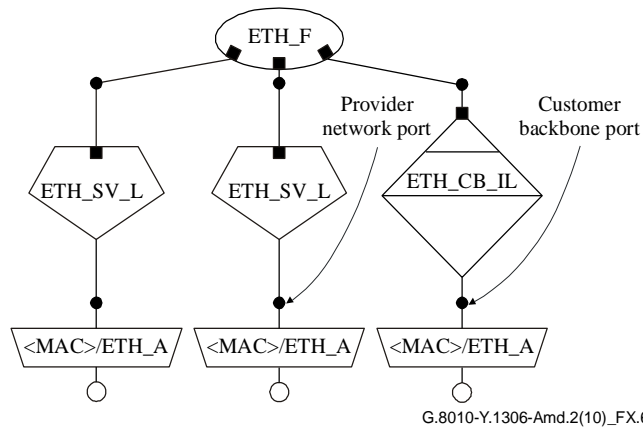 ETH_F
Provider
network port
Customer
backbone port
ETH_SV_L
ETH_SV_L
ETH_CB_IL
<MAC>/ETH_A
<MAC>/ETH_A
<MAC>/ETH_A
G.8010-Y.1306-Amd.2(10)_FX.6